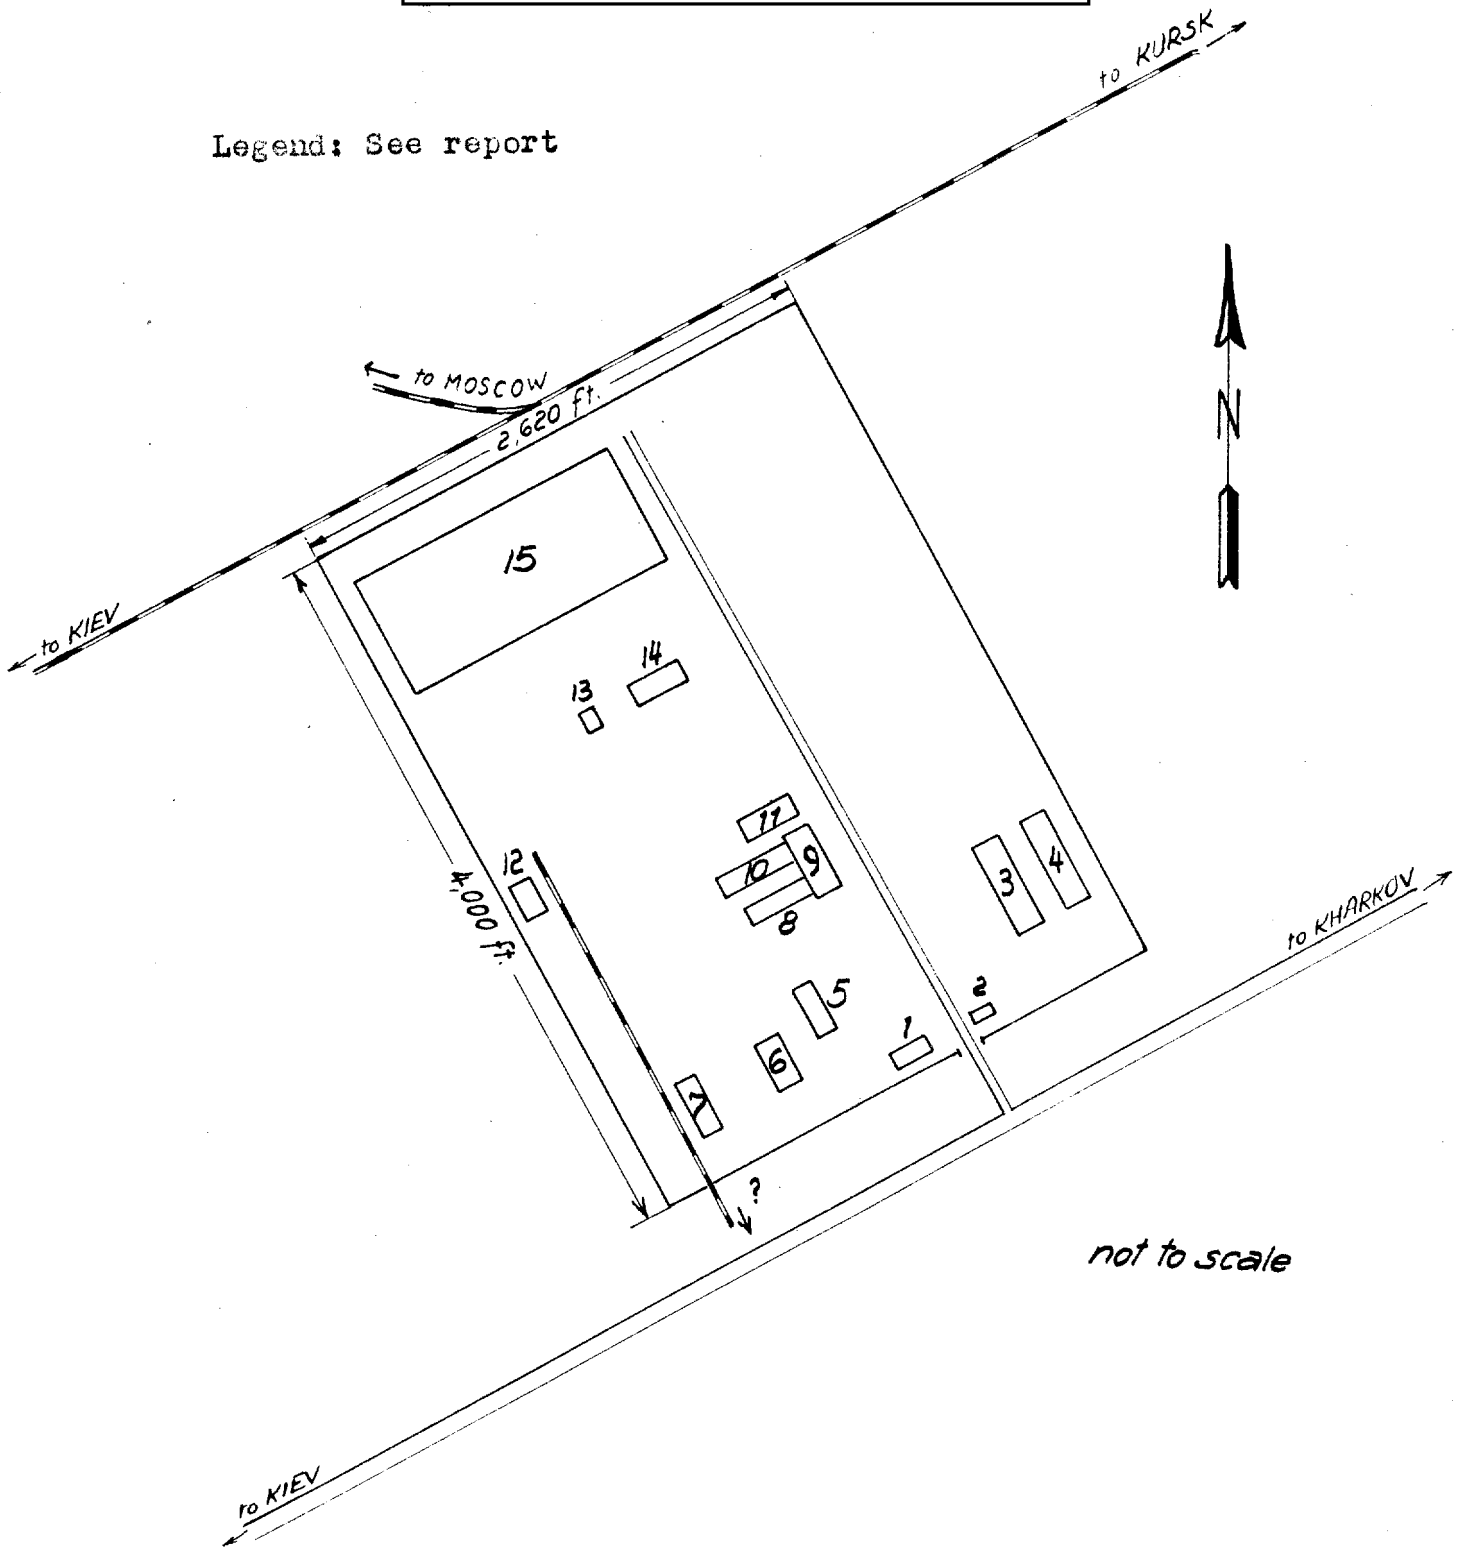 to KURSK
Legend: See report
to MOSCOW
N
2,620 ft.
15
to KIEV
14
13
11
12
10
9
4
3
4,000 ft.
8
to KHARKOV
5
2
1
6
7
?
not to scale
to KIEV